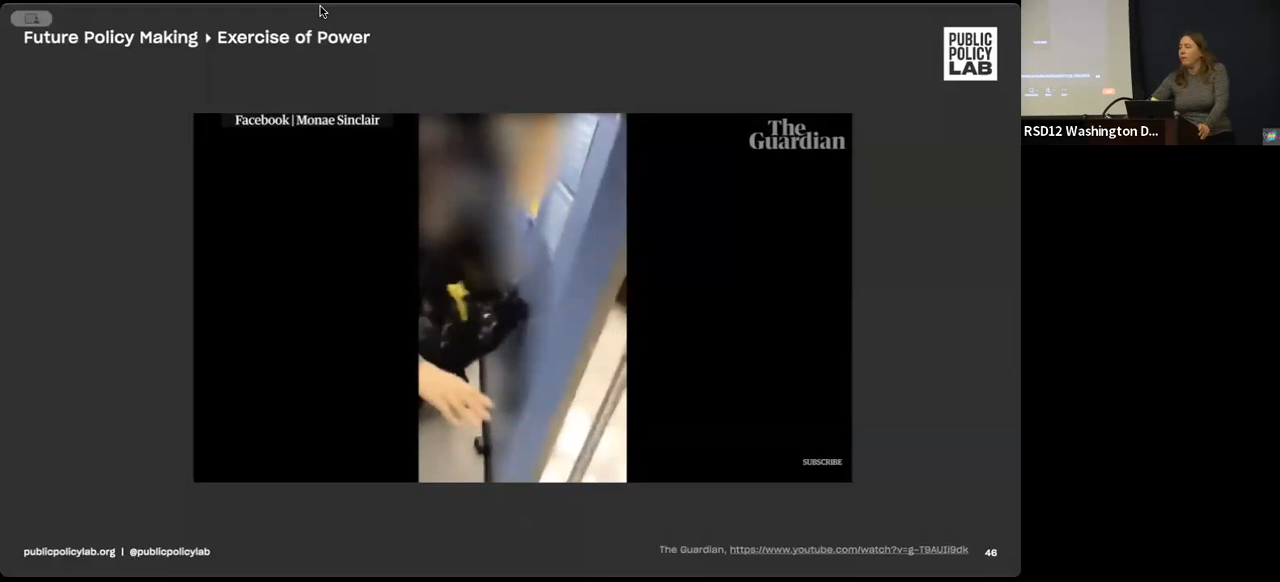 Future Policy Making ▸ Exercise of Power
PUBLIC
POLICY
LAB
Facebook | Monae Sinclair
The
Guardian
SUBSCRIBE
RSD12 Washington D...
publicpolicylab.org | @publicpolicylab
The Guardian, https://www.youtube.com/watch?v=g-T9AUIi9dk
46